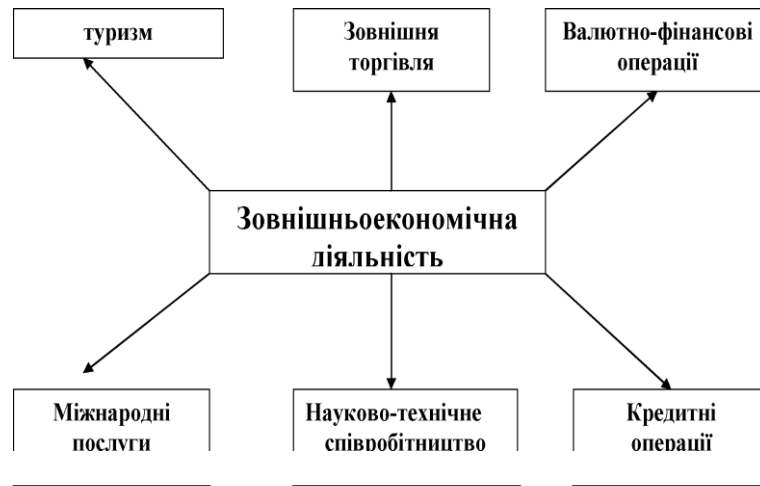 туризм
Зовнішня
торгівля
Валютно-фінансові
операції
Зовнішньоекономічна
діяльність
Міжнародні
послуги
Науково-технічне
співробітництво
Кредитні
операції